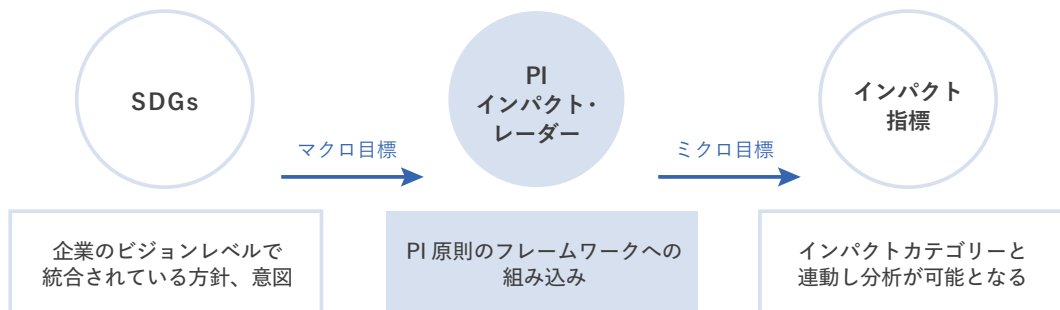 SDGs
マクロ目標
PI
インパクト・
レーダー
ミクロ目標
インパクト
指標
企業のビジョンレベルで
統合されている方針、意図
PI 原則のフレームワークへの
組み込み
インパクトカテゴリーと
連動し分析が可能となる